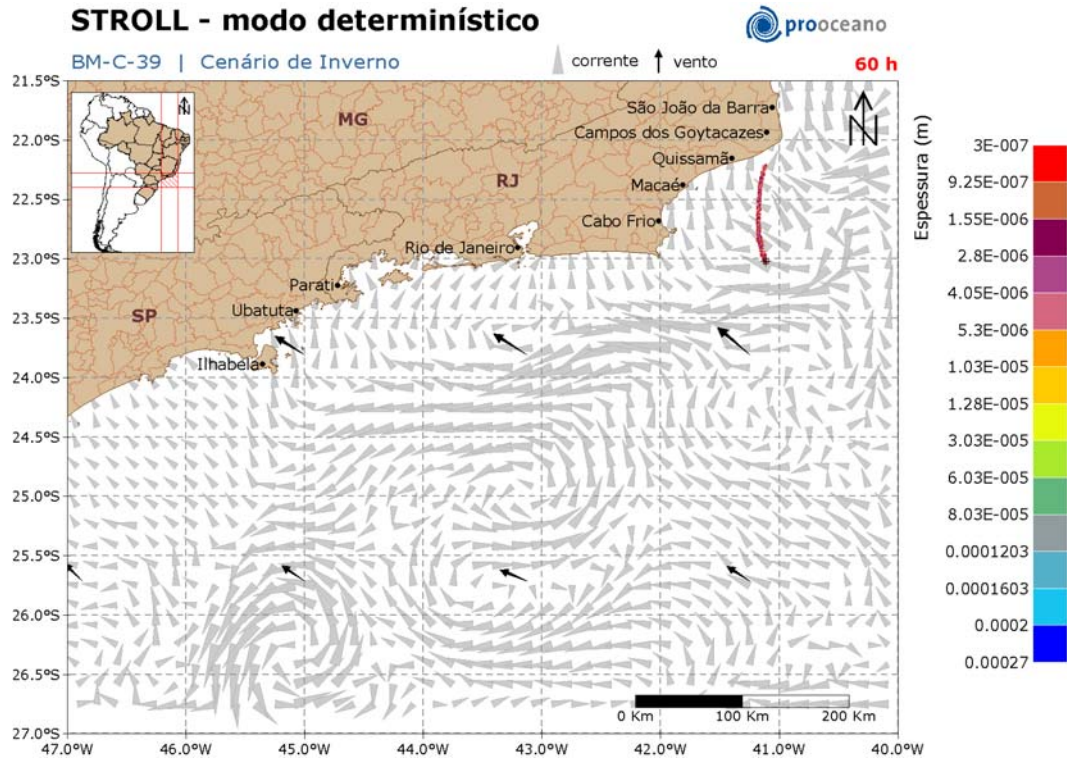 STROLL - modo determinístico
prooceano
BM-C-39 | Cenário de Inverno
corrente
vento
60 h
21.5°S
22.0°S
22.5°S
23.0°S
23.5°S
24.0°S
24.5°S
25.0°S
25.5°S
26.0°S
26.5°S
27.0°S
47.0°W
46.0°W
45.0°W
44.0°W
43.0°W
42.0°W
41.0°W
40.0°W
N
N
MG
RJ
SP
São João da Barra
Campos dos Goytacazes
Quissamã
Macaé
Cabo Frio
Rio de Janeiro
Parati
Ubatuta
Ilhabela
0 Km
100 Km
200 Km
Espessura (m)
3E-007
9.25E-007
1.55E-006
2.8E-006
4.05E-006
5.3E-006
1.03E-005
1.28E-005
3.03E-005
6.03E-005
8.03E-005
0.0001203
0.0001603
0.0002
0.00027